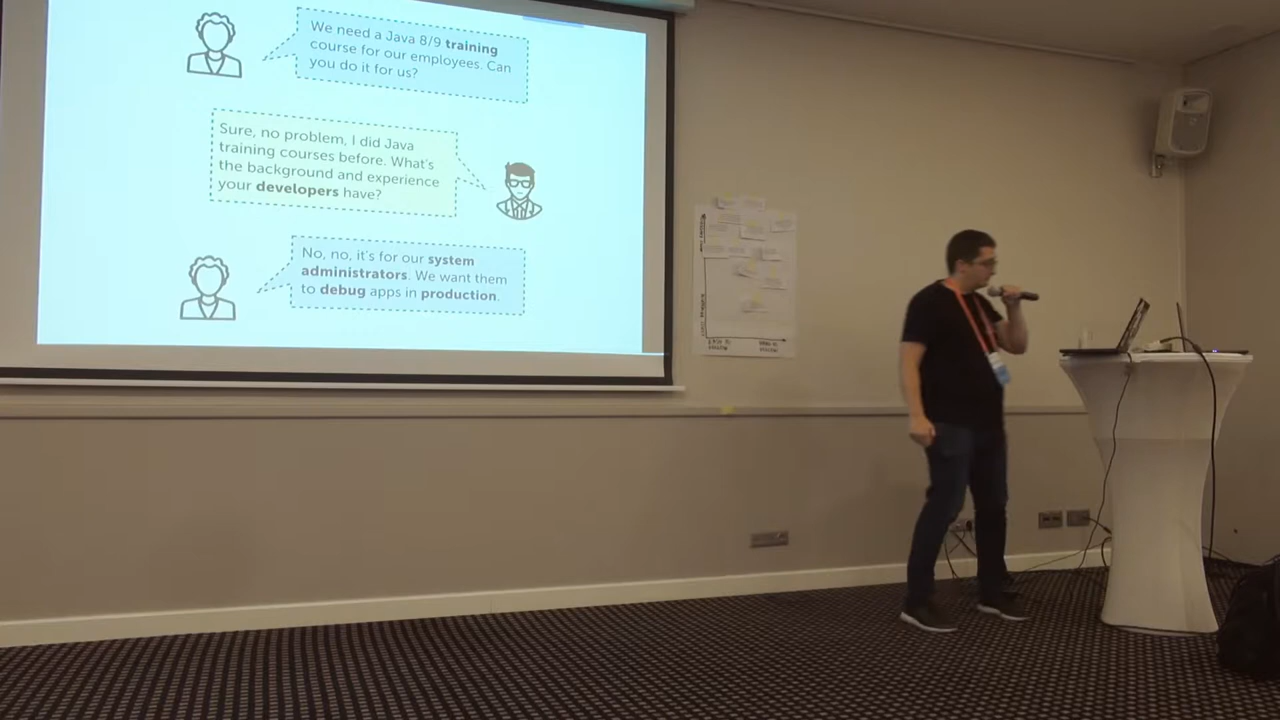 We need a Java 8/9 training
course for our employees. Can
you do it for us?
Sure, no problem, I did Java
training courses before. What's
the background and experience
your developers have?
No, no, it's for our system
administrators. We want them
to debug apps in production.